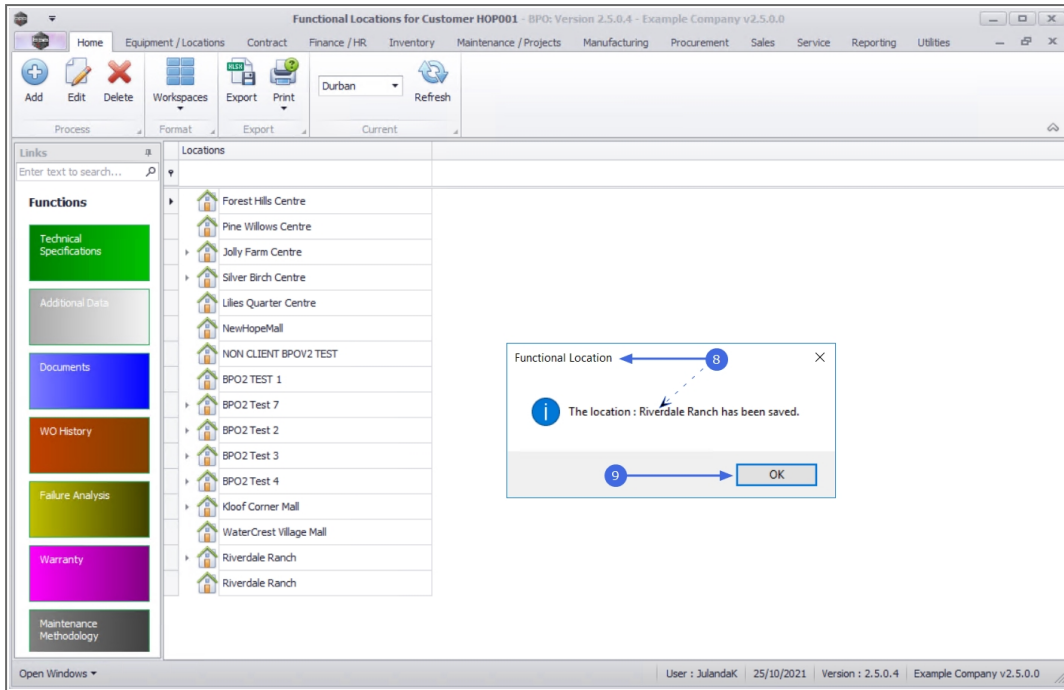 Functional Locations for Customer HOP001 - BPO: Version 2.5.0.4 - Example Company v2.5.0.0
Home Equipment / Locations Contract Finance / HR Inventory Maintenance / Projects Manufacturing Procurement Sales Service Reporting Utilities
Add Edit Delete Workspaces Export Print Durban Refresh
Process Format Export Current
Links
Enter text to search...
Functions
Technical
Specifications
Additional Data
Documents
WO History
Failure Analysis
Warranty
Maintenance
Methodology
Locations
Forest Hills Centre
Pine Willows Centre
Jolly Farm Centre
Silver Birch Centre
Lilies Quarter Centre
NewHopeMall
NON CLIENT BPOV2 TEST
BPO2 TEST 1
BPO2 Test 7
BPO2 Test 2
BPO2 Test 3
BPO2 Test 4
Kloof Corner Mall
WaterCrest Village Mall
Riverdale Ranch
Riverdale Ranch
Functional Location 8
The location : Riverdale Ranch has been saved.
9 OK
Open Windows User : JulandaK 25/10/2021 Version : 2.5.0.4 Example Company v2.5.0.0